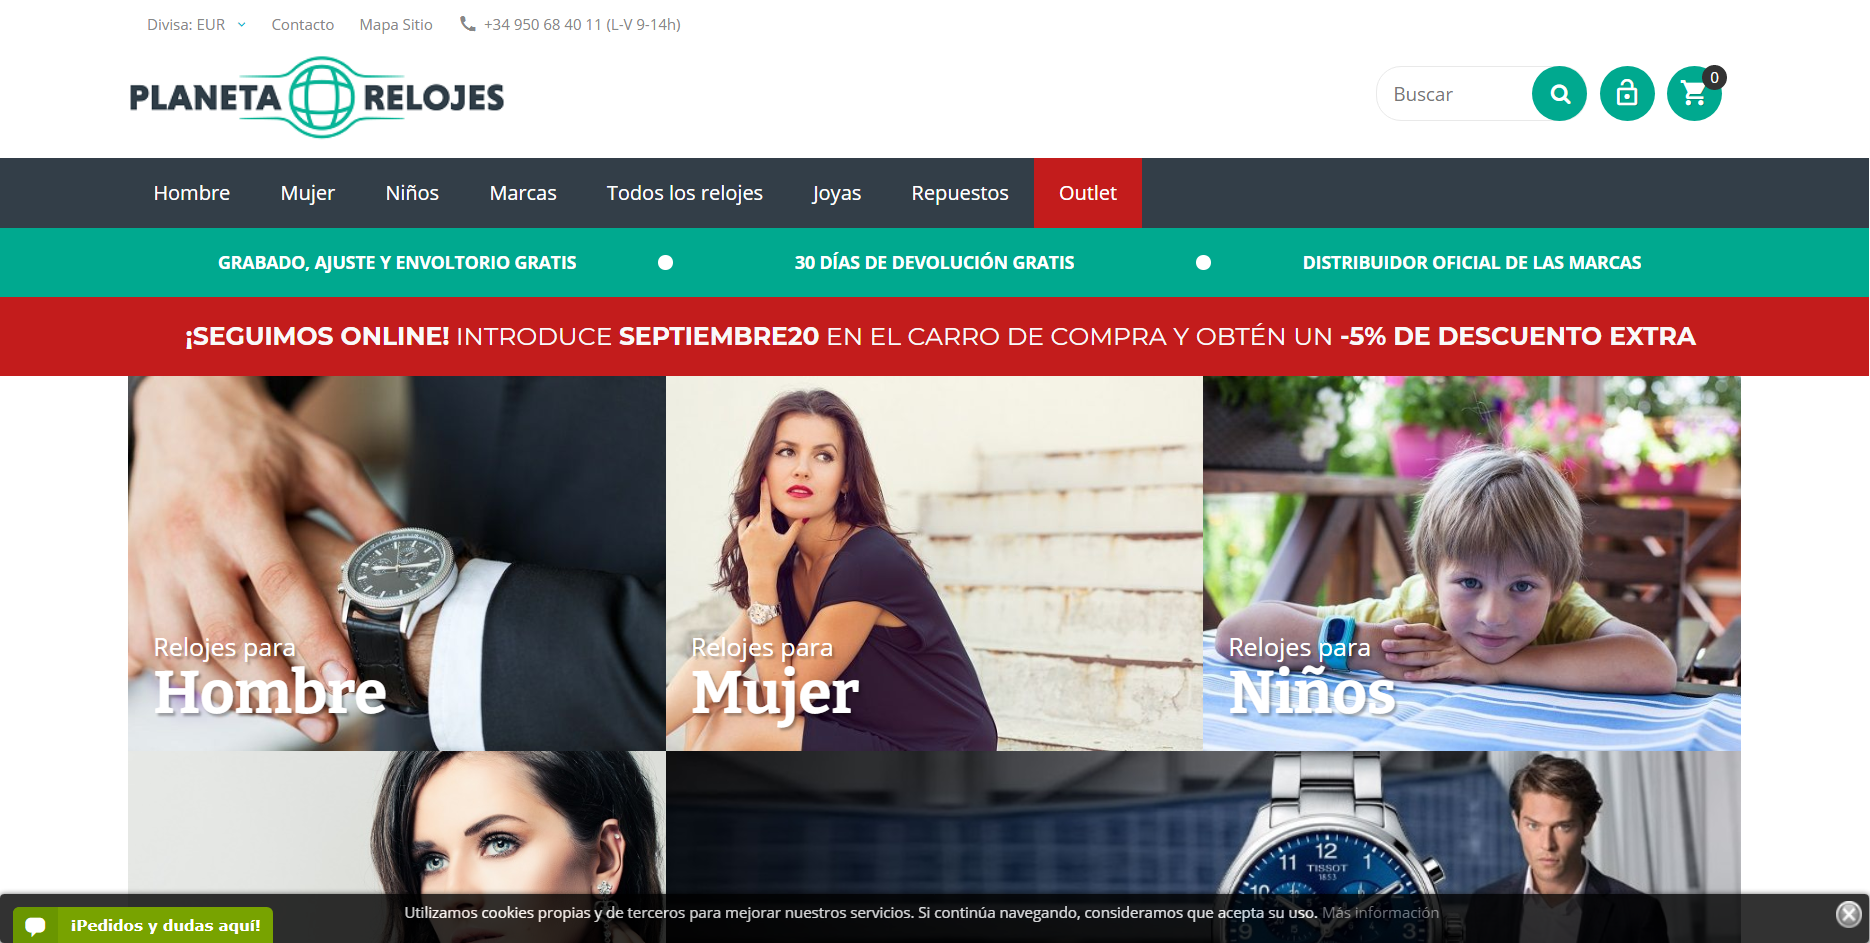 Divisa: EUR
Contacto
Mapa Sitio
+34 950 68 40 11 (L-V 9-14h)
PLANETA RELOJES
Buscar
0
Hombre
Mujer
Niños
Marcas
Todos los relojes
Joyas
Repuestos
Outlet
GRABADO, AJUSTE Y ENVOLTORIO GRATIS
30 DÍAS DE DEVOLUCIÓN GRATIS
DISTRIBUIDOR OFICIAL DE LAS MARCAS
¡SEGUIMOS ONLINE! INTRODUCE SEPTIEMBRE20 EN EL CARRO DE COMPRA Y OBTÉN UN -5% DE DESCUENTO EXTRA
Relojes para
Hombre
Relojes para
Mujer
Relojes para
Niños
11 12 1
TISSOT
1853
Utilizamos cookies propias y de terceros para mejorar nuestros servicios. Si continúa navegando, consideramos que acepta su uso. Más información
¡Pedidos y dudas aquí!